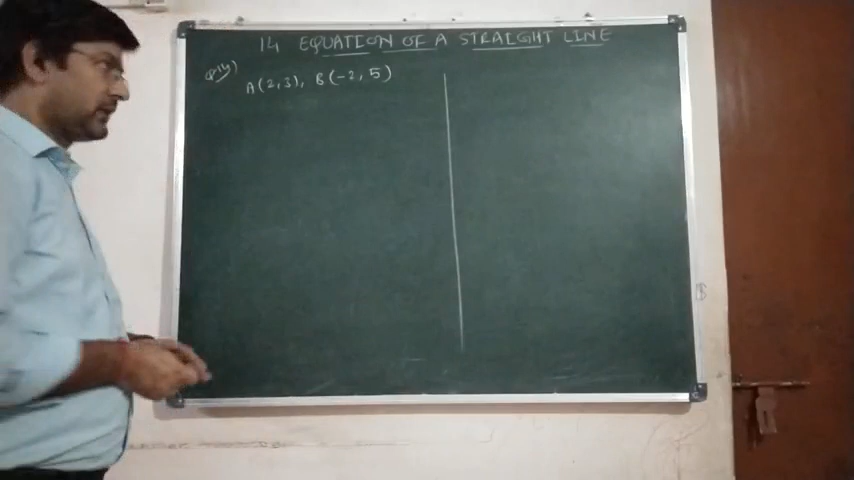 14 EQUATION OF A STRAIGHT LINE
Q14)
A(2,3), B(-2, 5)